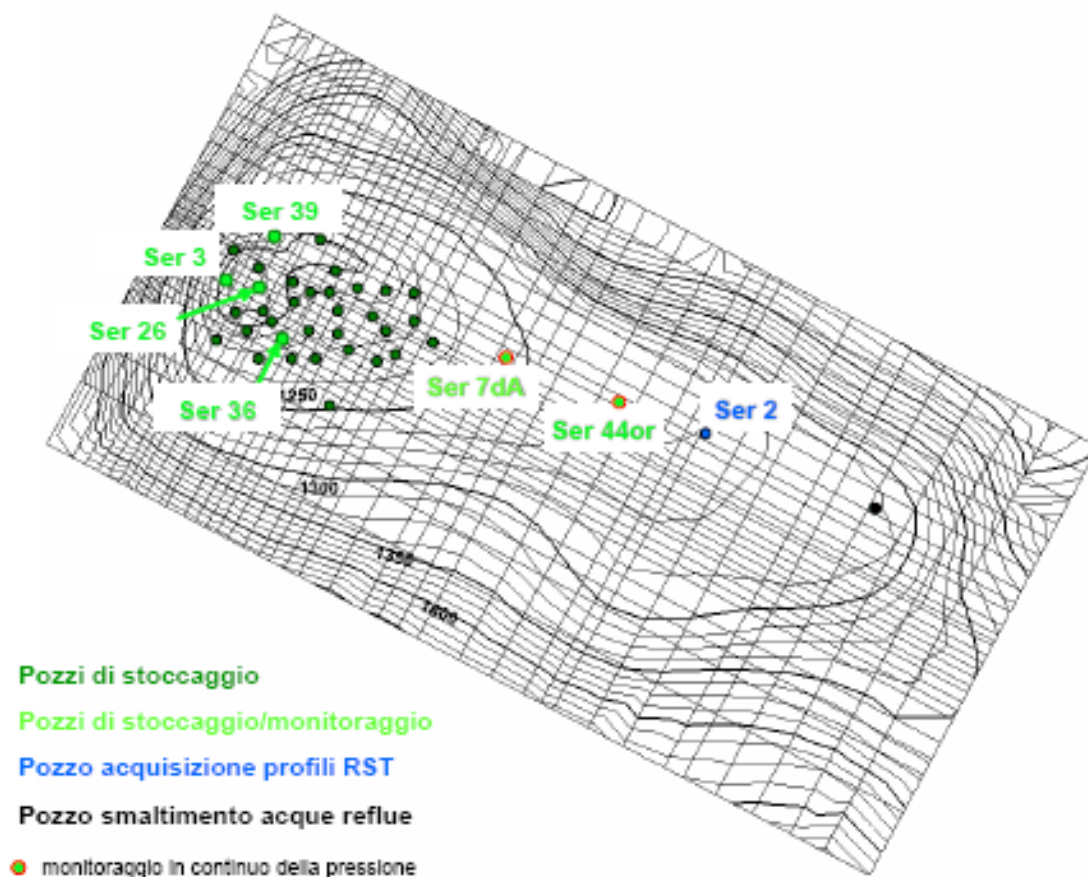 Ser 39
Ser 3
Ser 26
Ser 36
1250
Ser 7dA
Ser 44or
Ser 2
1300
1350
Pozzi di stoccaggio
Pozzi di stoccaggio/monitoraggio
Pozzo acquisizione profili RST
Pozzo smaltimento acque reflue
monitoraggio in continuo della pressione